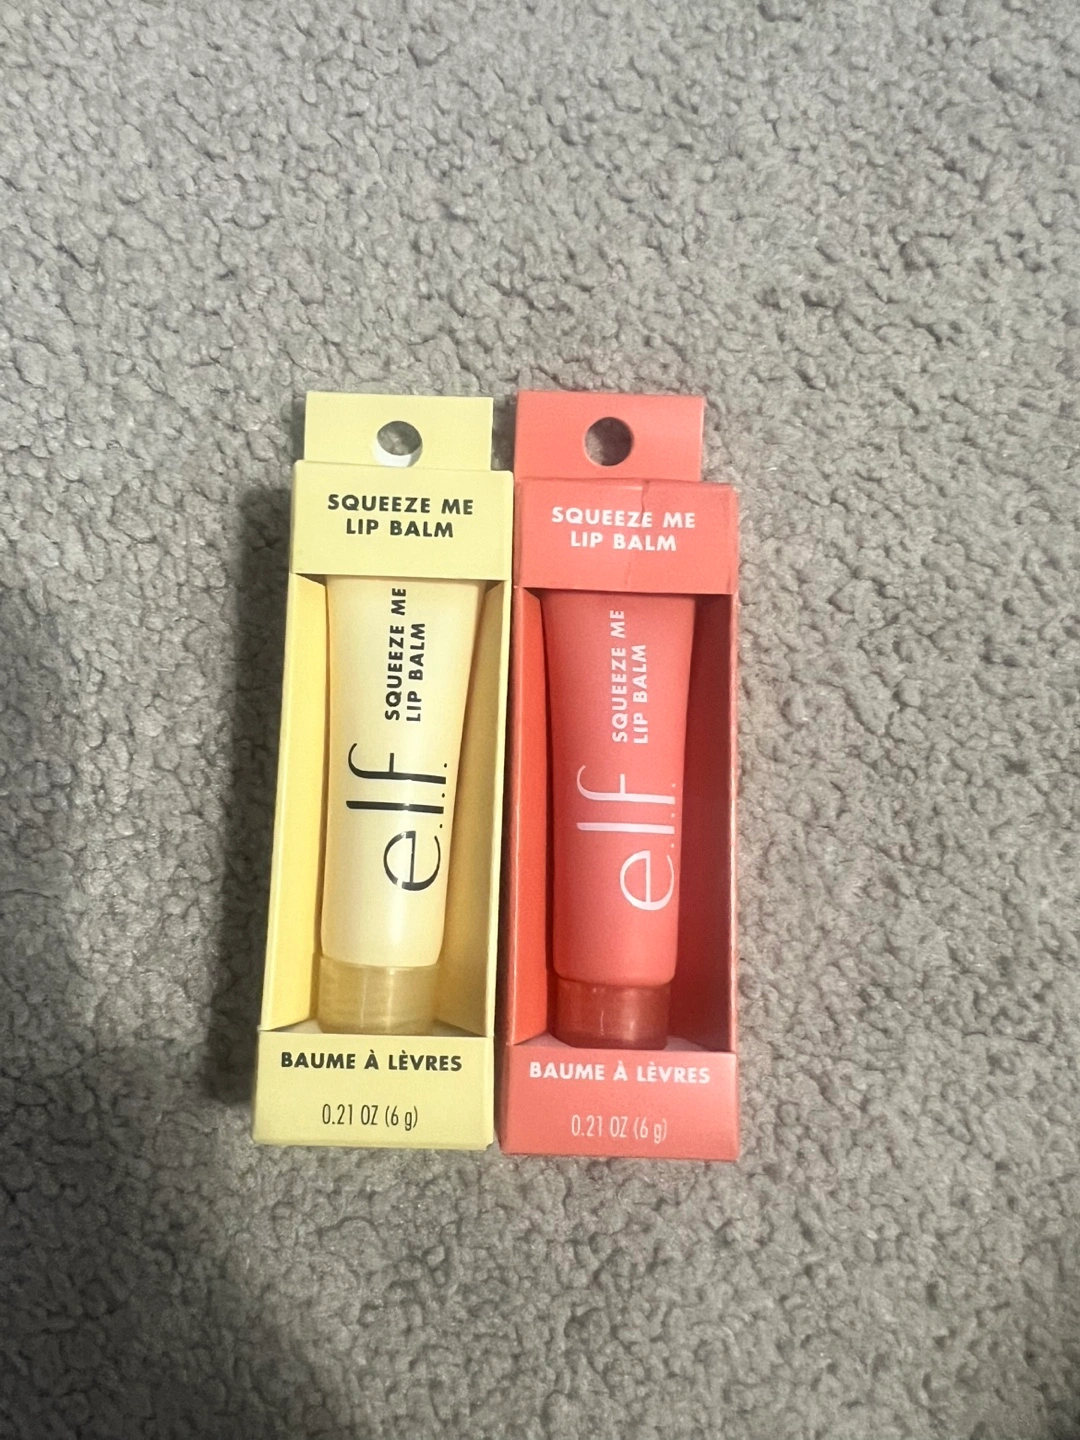 SQUEEZE ME
LIP BALM
SQUEEZE ME
LIP BALM
e.l.f.
BAUME À LÈVRES
0.21 OZ (6 g)
SQUEEZE ME
LIP BALM
SQUEEZE ME
LIP BALM
e.l.f.
BAUME À LÈVRES
0.21 OZ (6 g)